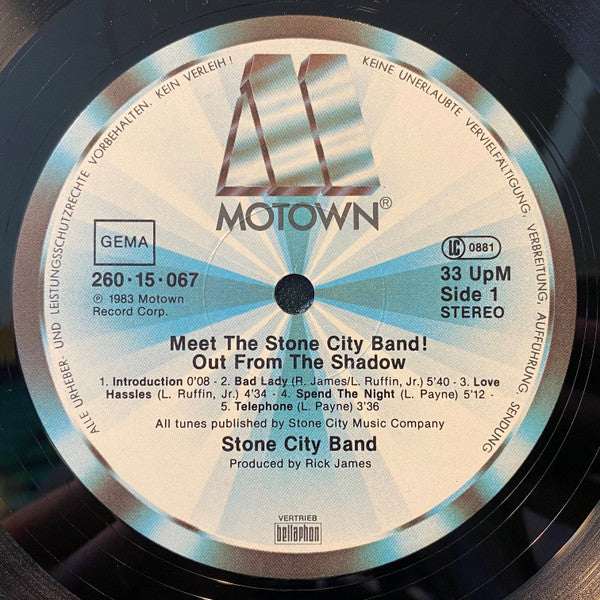 ALLE URHEBER- UND LEISTUNGSSCHUTZRECHTE VORBEHALTEN. KEIN VERLEIH! KEINE UNERLAUBTE VERVIELFÄLTIGUNG, VERBREITUNG, AUFFÜHRUNG, SENDUNG
MOTOWN®
GEMA
LC 0881
260·15·067
33 UpM
℗ 1983 Motown
Record Corp.
Side 1
STEREO
Meet The Stone City Band!
Out From The Shadow
1. Introduction 0'08 - 2. Bad Lady (R. James/L. Ruffin, Jr.) 5'40 - 3. Love
Hassles (L. Ruffin, Jr.) 4'34 - 4. Spend The Night (L. Payne) 5'12 -
5. Telephone (L. Payne) 3'36
All tunes published by Stone City Music Company
Stone City Band
Produced by Rick James
VERTRIEB
bellaphon